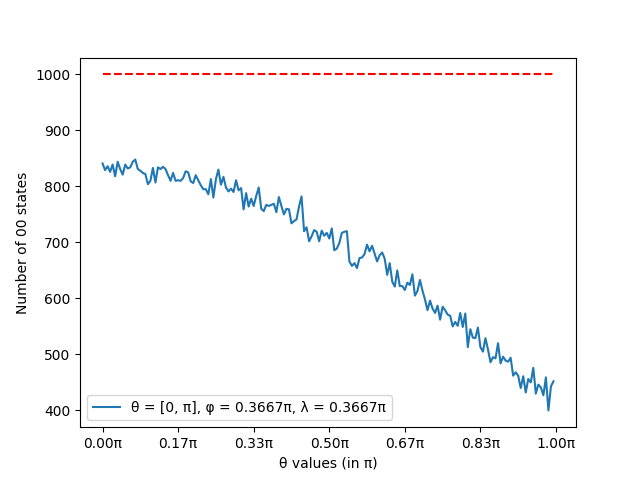 Number of 00 states
1000
900
800
700
600
500
400
θ = [0, π], φ = 0.3667π, λ = 0.3667π
0.00π 0.17π 0.33π 0.50π 0.67π 0.83π 1.00π
θ values (in π)